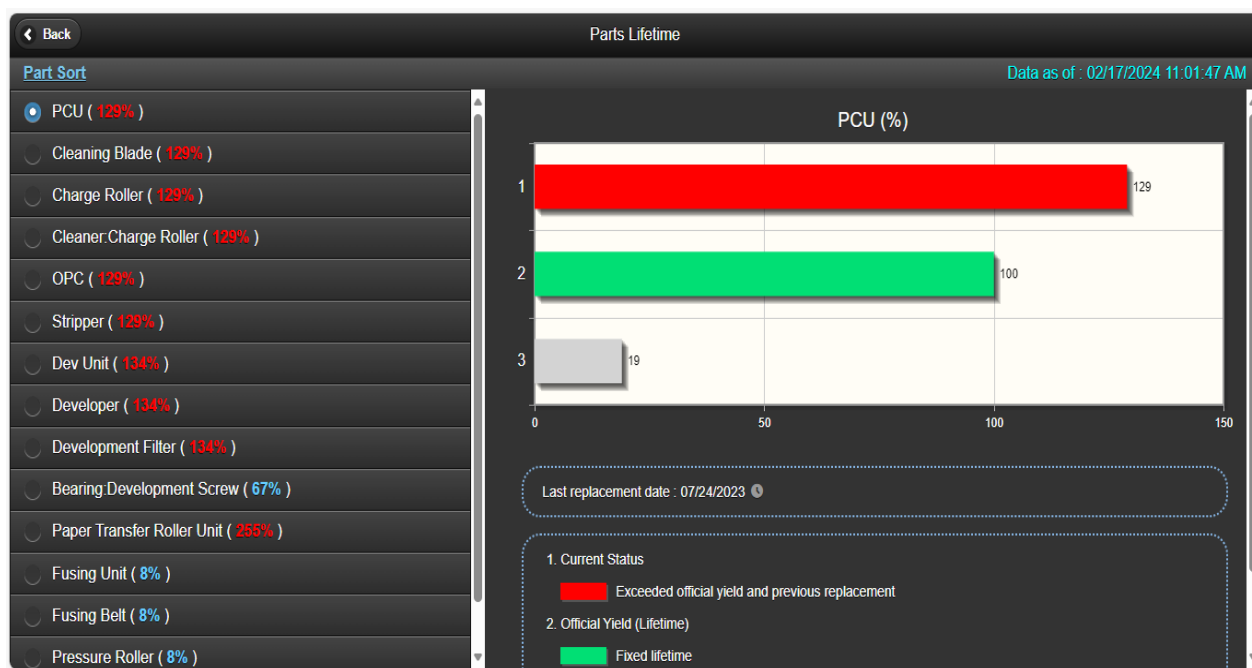 Back
Parts Lifetime
Part Sort
Data as of : 02/17/2024 11:01:47 AM
PCU ( 129% )
Cleaning Blade ( 129% )
Charge Roller ( 129% )
Cleaner:Charge Roller ( 129% )
OPC ( 129% )
Stripper ( 129% )
Dev Unit ( 134% )
Developer ( 134% )
Development Filter ( 134% )
Bearing:Development Screw ( 67% )
Paper Transfer Roller Unit ( 255% )
Fusing Unit ( 8% )
Fusing Belt ( 8% )
Pressure Roller ( 8% )
PCU (%)
1
129
2
100
3
19
0 50 100 150
Last replacement date : 07/24/2023
1. Current Status
Exceeded official yield and previous replacement
2. Official Yield (Lifetime)
Fixed lifetime